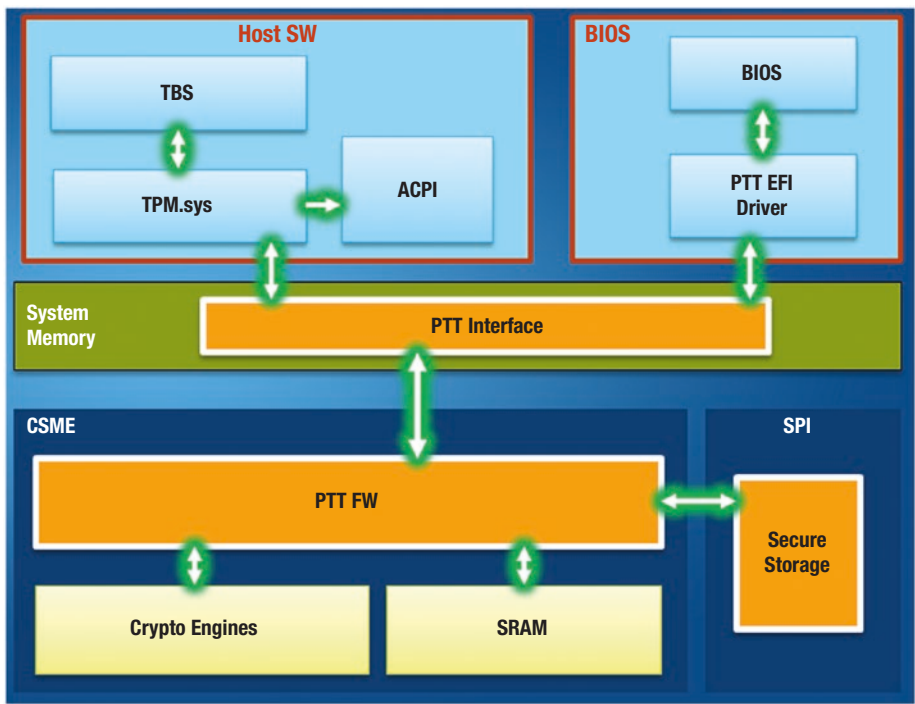 Host SW
TBS
TPM.sys
ACPI
BIOS
BIOS
PTT EFI
Driver
System
Memory
PTT Interface
CSME
PTT FW
Crypto Engines
SRAM
SPI
Secure
Storage